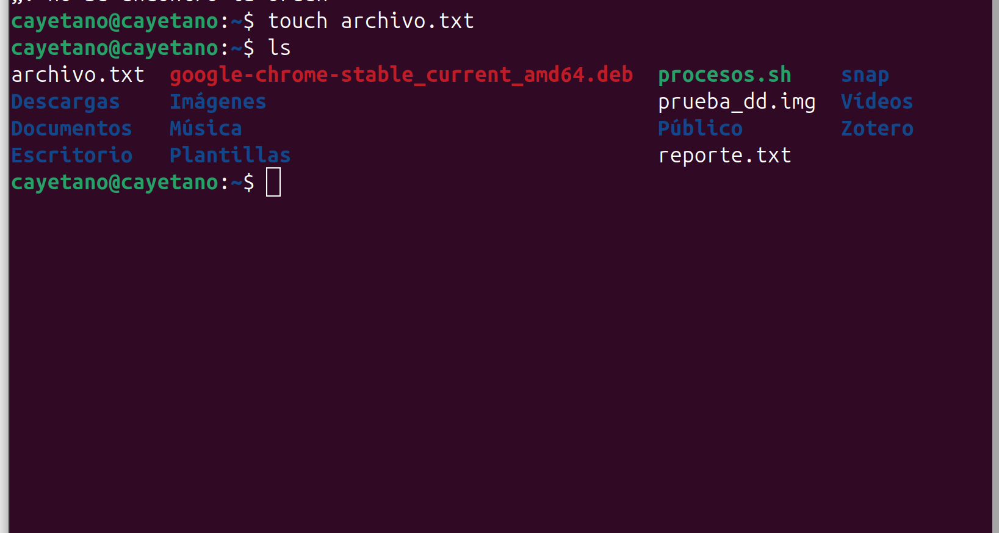 cayetano@cayetano:~$ touch archivo.txt
cayetano@cayetano:~$ ls
archivo.txt  google-chrome-stable_current_amd64.deb  procesos.sh    snap
Descargas    Imágenes                                prueba_dd.img  Vídeos
Documentos   Música                                  Público        Zotero
Escritorio   Plantillas                              reporte.txt
cayetano@cayetano:~$